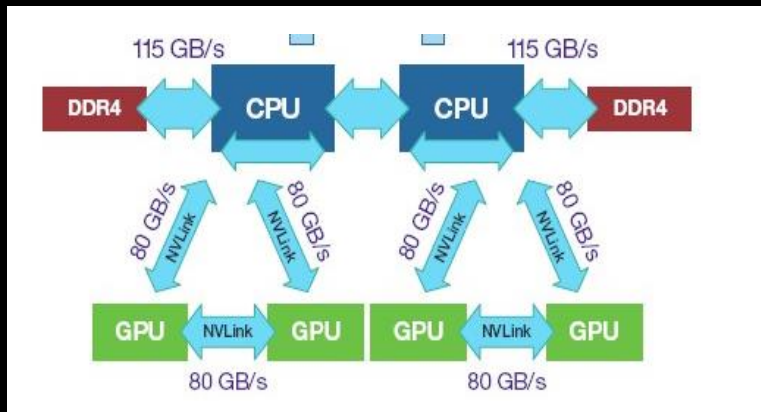 115 GB/s 115 GB/s
DDR4 CPU CPU DDR4
80 GB/s NVLink 80 GB/s NVLink 80 GB/s NVLink 80 GB/s NVLink
GPU NVLink GPU GPU NVLink GPU
80 GB/s 80 GB/s